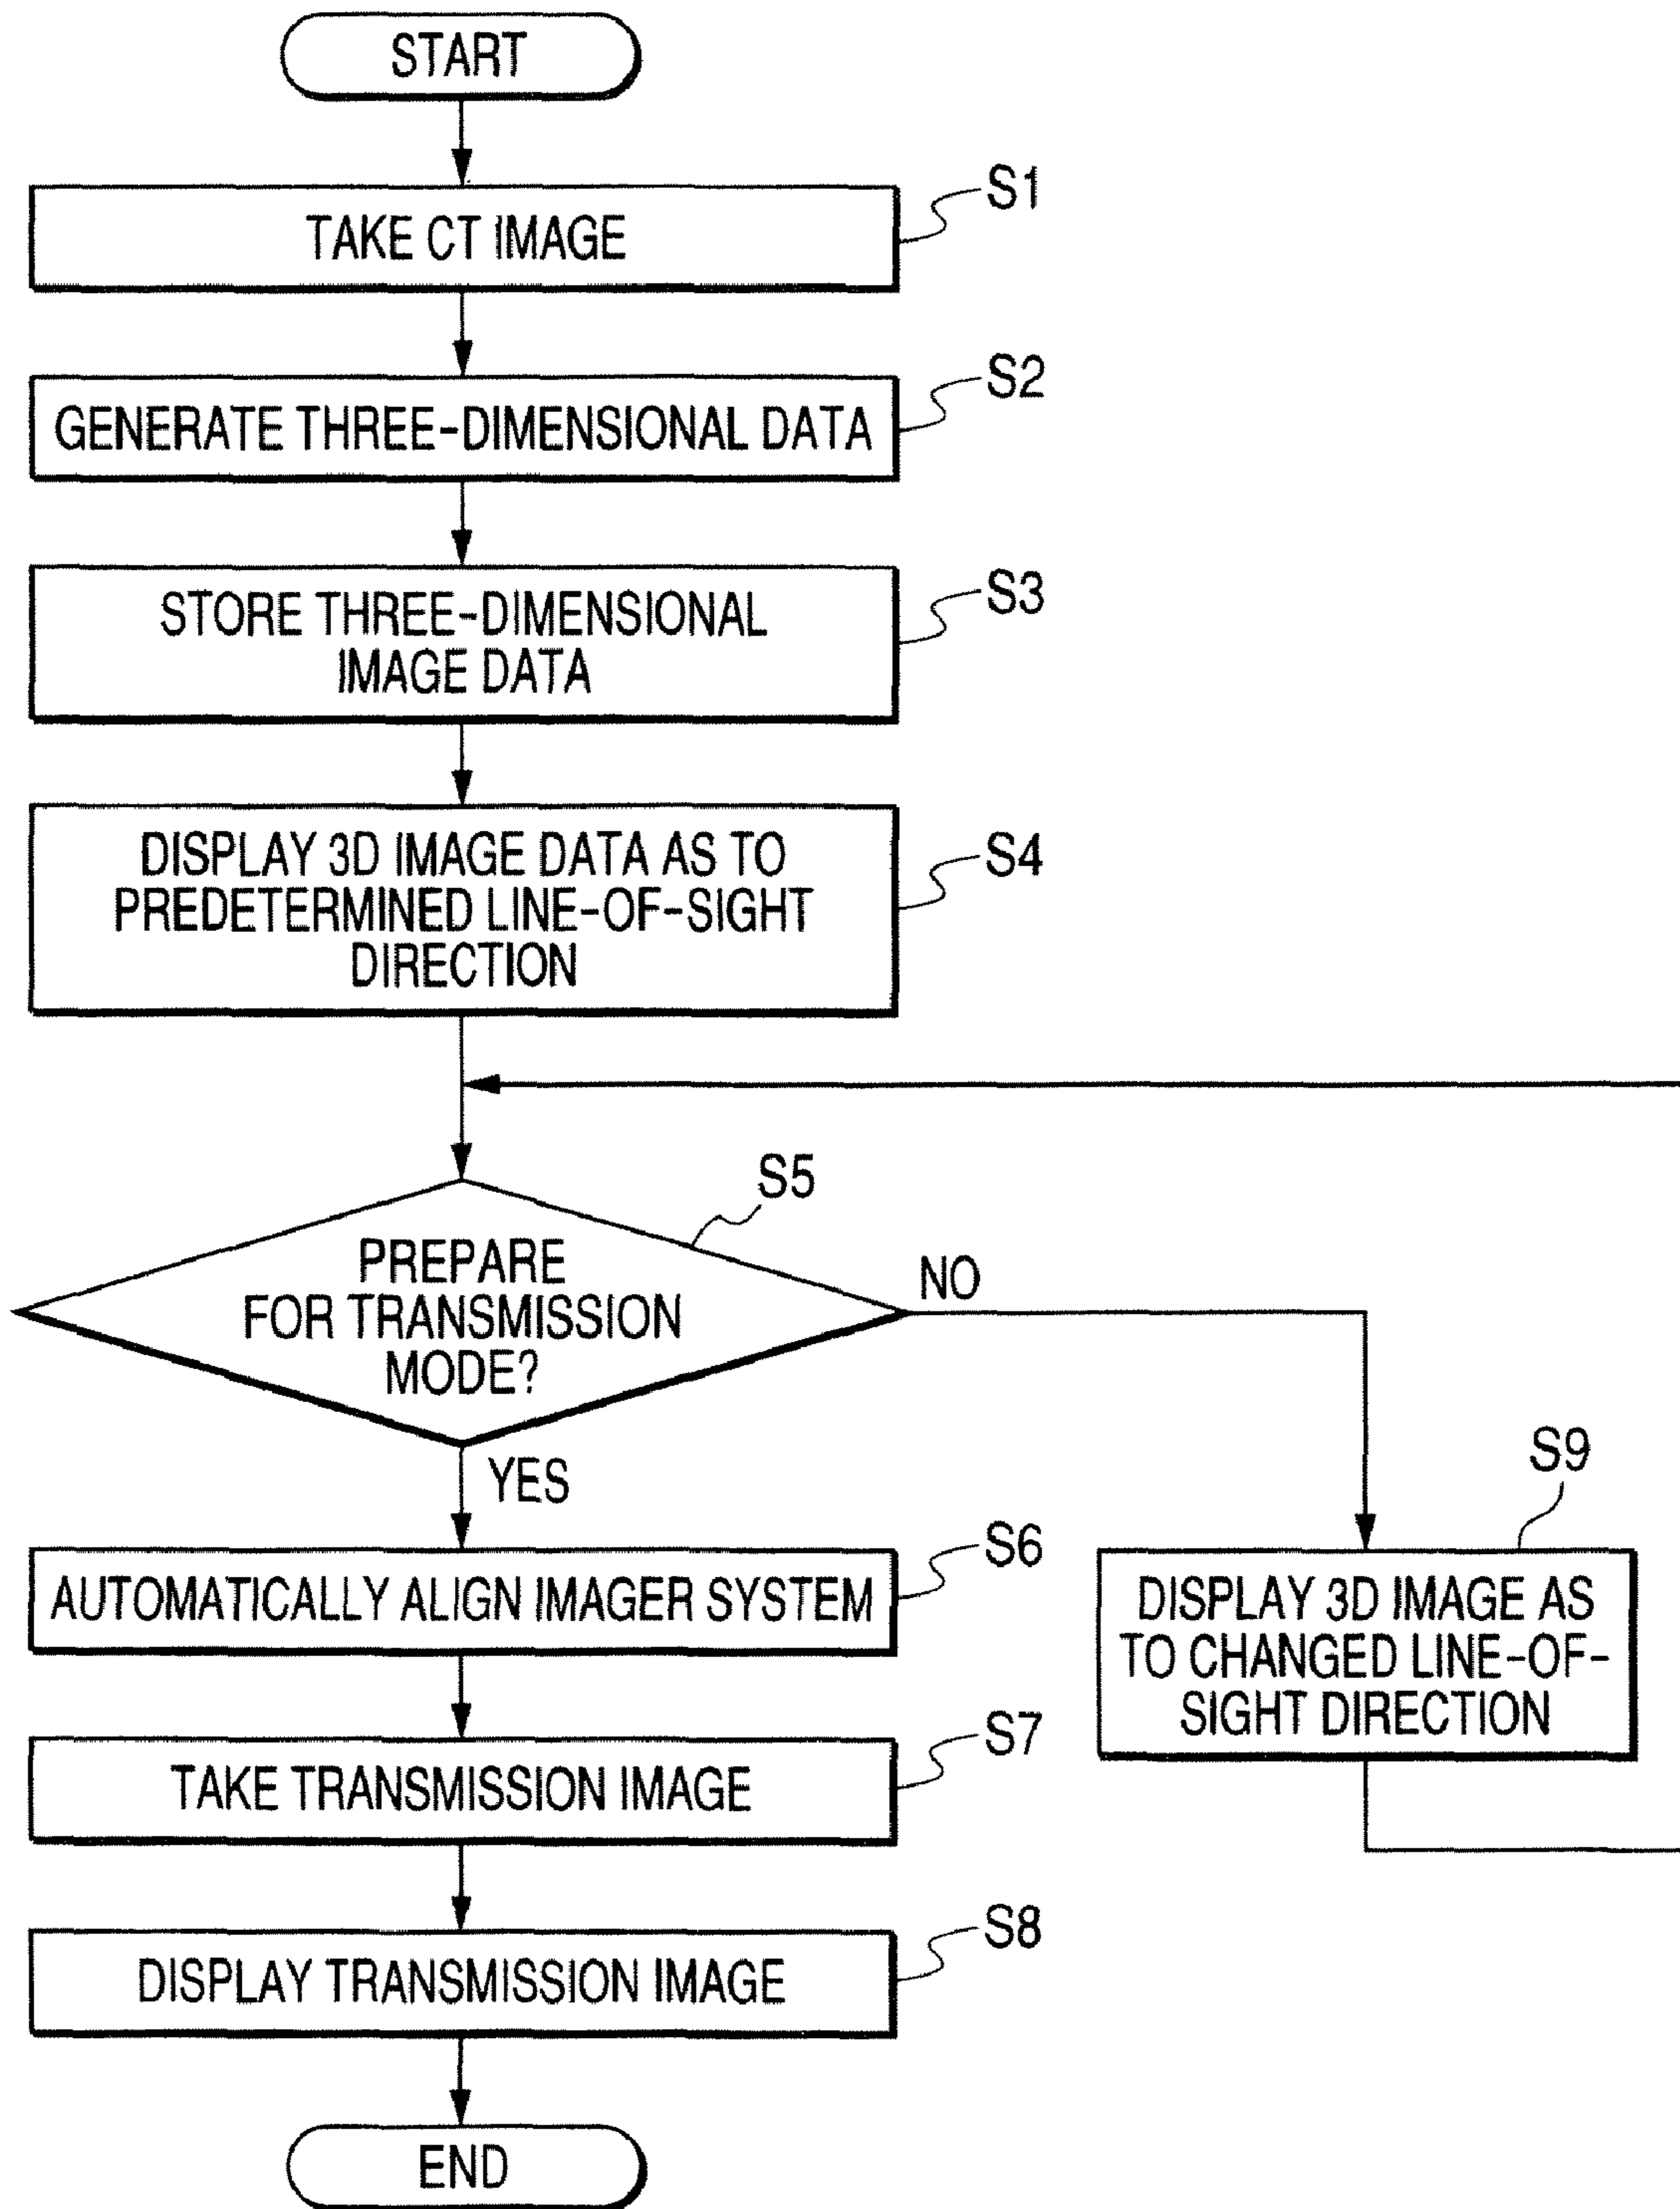 START
TAKE CT IMAGE
S1
GENERATE THREE-DIMENSIONAL DATA
S2
STORE THREE-DIMENSIONAL
IMAGE DATA
S3
DISPLAY 3D IMAGE DATA AS TO
PREDETERMINED LINE-OF-SIGHT
DIRECTION
S4
S5
PREPARE
FOR TRANSMISSION
MODE?
NO
YES
AUTOMATICALLY ALIGN IMAGER SYSTEM
S6
S9
DISPLAY 3D IMAGE AS
TO CHANGED LINE-OF-
SIGHT DIRECTION
TAKE TRANSMISSION IMAGE
S7
DISPLAY TRANSMISSION IMAGE
S8
END